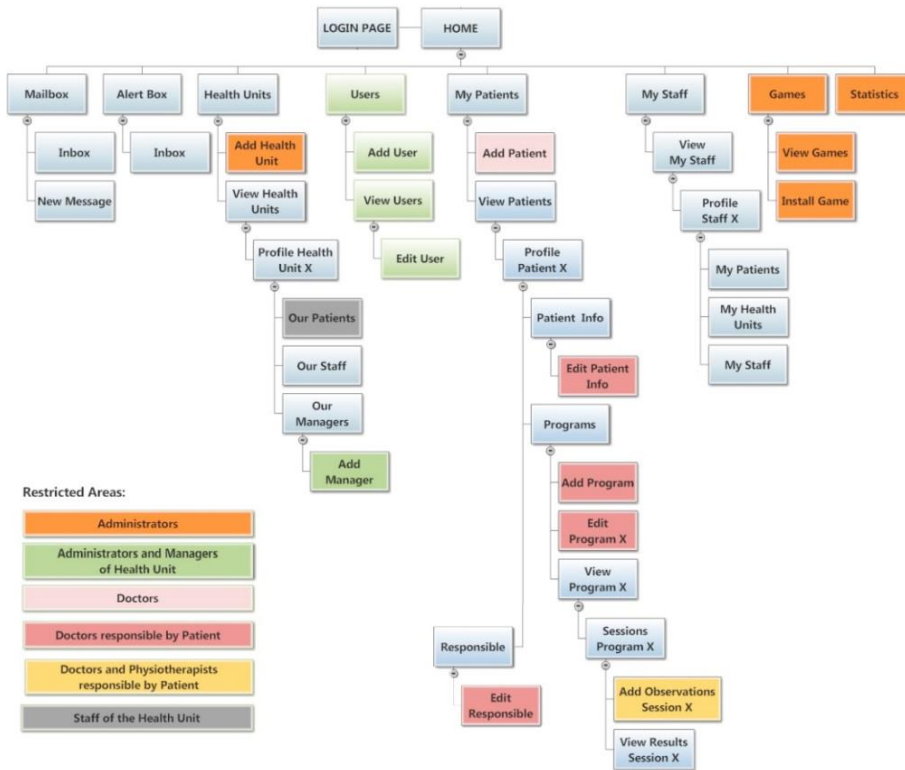 LOGIN PAGE
HOME
Mailbox
Alert Box
Health Units
Users
My Patients
My Staff
Games
Statistics
Inbox
New Message
Inbox
Add Health
Unit
View Health
Units
Profile Health
Unit X
Our Patients
Our Staff
Our
Managers
Add
Manager
Add User
View Users
Edit User
Add Patient
View Patients
Profile
Patient X
Patient Info
Edit Patient
Info
Programs
Add Program
Edit
Program X
View
Program X
Sessions
Program X
Add Observations
Session X
View Results
Session X
Responsible
Edit
Responsible
View
My Staff
Profile
Staff X
My Patients
My Health
Units
My Staff
View Games
Install Game
Restricted Areas:
Administrators
Administrators and Managers
of Health Unit
Doctors
Doctors responsible by Patient
Doctors and Physiotherapists
responsible by Patient
Staff of the Health Unit